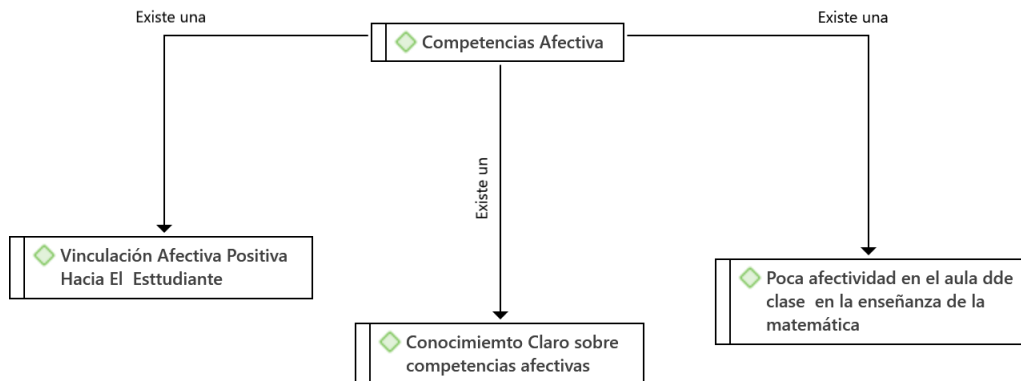 Existe una
Existe una
Competencias Afectiva
Existe un
Vinculación Afectiva Positiva
Hacia El Esttudiante
Poca afectividad en el aula dde
clase en la enseñanza de la
matemática
Conocimiemto Claro sobre
competencias afectivas